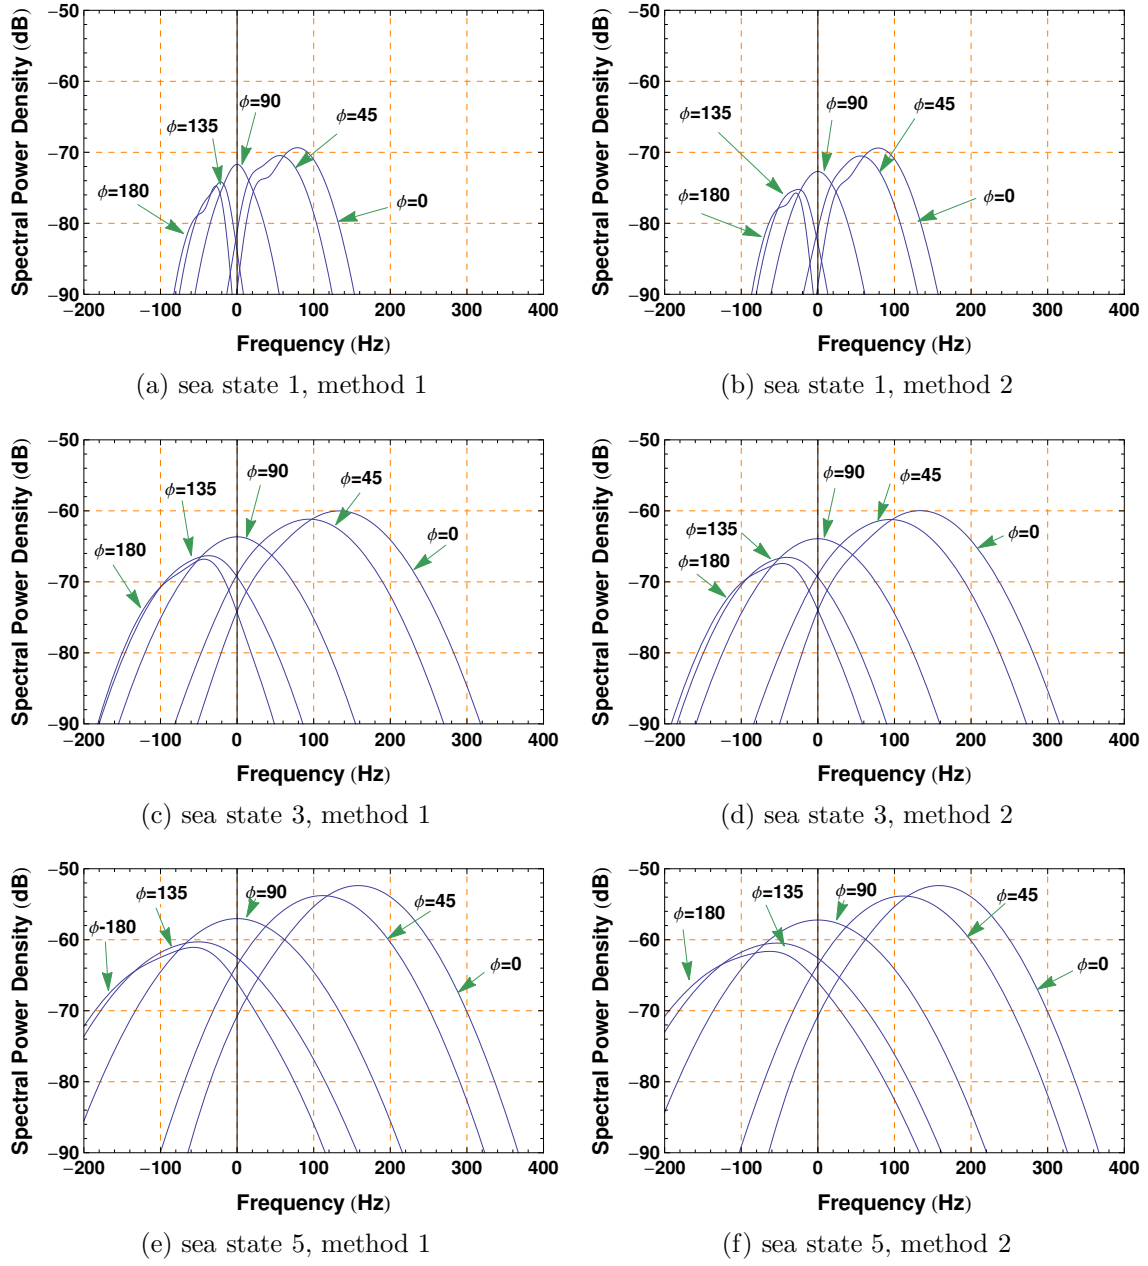 Spectral Power Density (dB)
−50
−60
−70
−80
−90
ϕ=90
ϕ=135
ϕ=45
ϕ=180
ϕ=0
−200 −100 0 100 200 300 400
Frequency (Hz)
(a) sea state 1, method 1
Spectral Power Density (dB)
−50
−60
−70
−80
−90
ϕ=90
ϕ=135
ϕ=45
ϕ=180
ϕ=0
−200 −100 0 100 200 300 400
Frequency (Hz)
(b) sea state 1, method 2
Spectral Power Density (dB)
−50
−60
−70
−80
−90
ϕ=90
ϕ=135
ϕ=45
ϕ=180
ϕ=0
−200 −100 0 100 200 300 400
Frequency (Hz)
(c) sea state 3, method 1
Spectral Power Density (dB)
−50
−60
−70
−80
−90
ϕ=90
ϕ=45
ϕ=135
ϕ=0
ϕ=180
−200 −100 0 100 200 300 400
Frequency (Hz)
(d) sea state 3, method 2
Spectral Power Density (dB)
−50
−60
−70
−80
−90
ϕ=135
ϕ=90
ϕ=45
ϕ-180
ϕ=0
−200 −100 0 100 200 300 400
Frequency (Hz)
(e) sea state 5, method 1
Spectral Power Density (dB)
−50
−60
−70
−80
−90
ϕ=135
ϕ=90
ϕ=45
ϕ=180
ϕ=0
−200 −100 0 100 200 300 400
Frequency (Hz)
(f) sea state 5, method 2